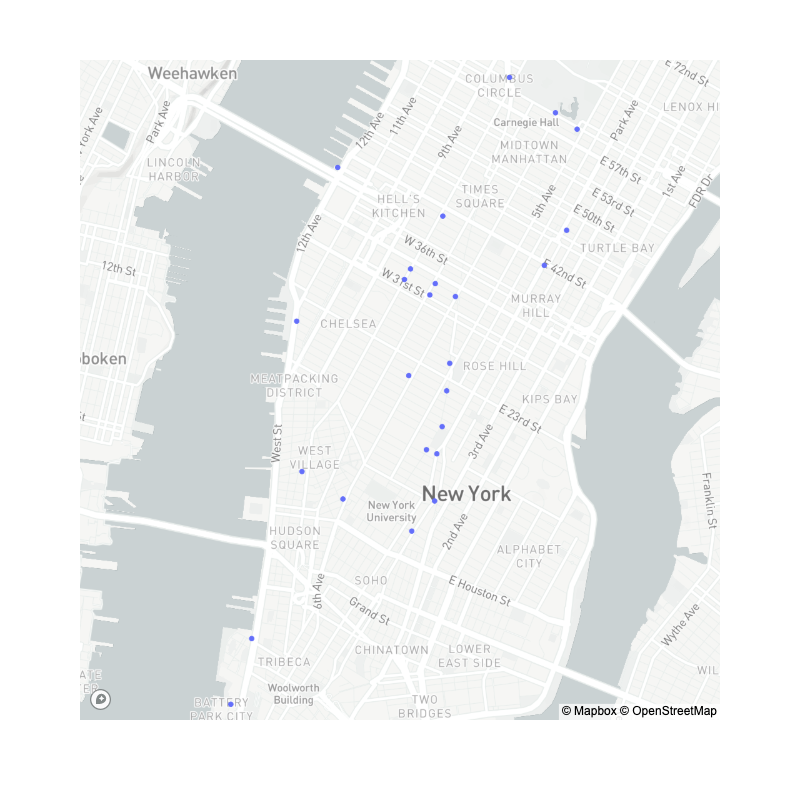 Weehawken
COLUMBUS
CIRCLE
E 72nd St
LENOX HI
Park Ave
York Ave
Park Ave
12th Ave
11th Ave
9th Ave
Carnegie Hall
MIDTOWN
MANHATTAN
E 57th St
1st Ave
FDR Dr
LINCOLN
HARBOR
HELL'S
KITCHEN
TIMES
SQUARE
5th Ave
E 53rd St
E 50th St
12th Ave
W 36th St
TURTLE BAY
12th St
W 31st St
E 42nd St
MURRAY
HILL
CHELSEA
boken
ROSE HILL
MEATPACKING
DISTRICT
KIPS BAY
E 23rd St
West St
3rd Ave
WEST
VILLAGE
New York
New York
University
Franklin St
2nd Ave
HUDSON
SQUARE
ALPHABET
CITY
SOHO
6th Ave
E Houston St
Grand St
Wythe Ave
CHINATOWN
LOWER
EAST SIDE
TRIBECA
WIL
Woolworth
Building
BATTERY
PARK CITY
TWO
BRIDGES
© Mapbox © OpenStreetMap